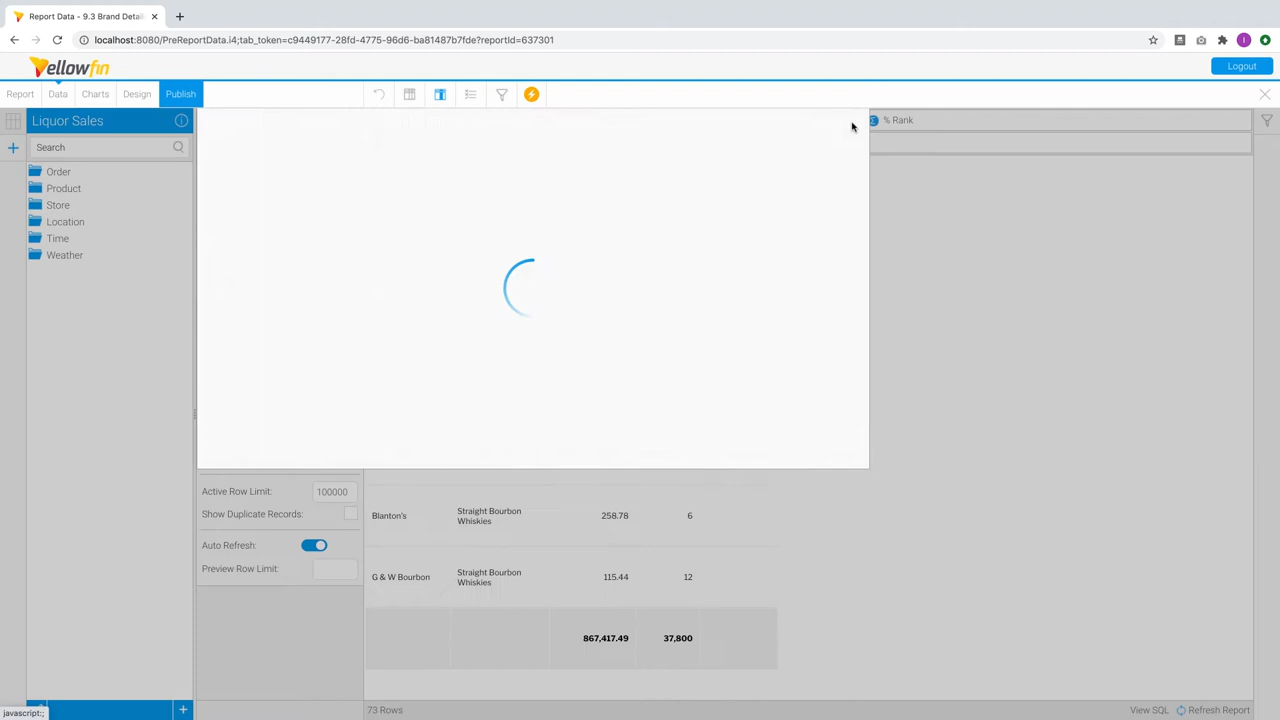 Report Data - 9.3 Brand Detai
localhost:8080/PreReportData.i4;tab_token=c9449177-28fd-4775-96d6-ba81487b7fde?reportId=637301
I
Yellowfin
Logout
Report Data Charts Design Publish
Liquor Sales
% Rank
Search
Order
Product
Store
Location
Time
Weather
Active Row Limit: 100000
Show Duplicate Records:
Auto Refresh:
Preview Row Limit:
Blanton's Straight Bourbon Whiskies 258.78 6
G & W Bourbon Straight Bourbon Whiskies 115.44 12
867,417.49 37,800
javascript:;
73 Rows
View SQL Refresh Report